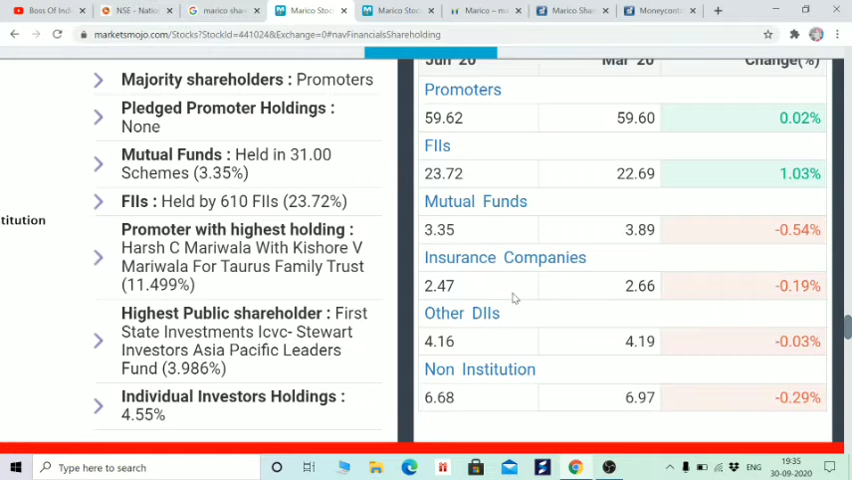 Boss Of Ind
NSE - Natio
marico shar
Marico Stoc
Marico Stoc
Marico – m
Marico Shar
Moneycont
marketsmojo.com/Stocks?StockId=441024&Exchange=0#navFinancialsShareholding
Majority shareholders : Promoters
Pledged Promoter Holdings :
None
Mutual Funds : Held in 31.00
Schemes (3.35%)
FIIs : Held by 610 FIIs (23.72%)
titution
Promoter with highest holding :
Harsh C Mariwala With Kishore V
Mariwala For Taurus Family Trust
(11.499%)
Highest Public shareholder : First
State Investments Icvc- Stewart
Investors Asia Pacific Leaders
Fund (3.986%)
Individual Investors Holdings :
4.55%
Jun 20 Mar 20 Change(%)
Promoters
59.62 59.60 0.02%
FIIs
23.72 22.69 1.03%
Mutual Funds
3.35 3.89 -0.54%
Insurance Companies
2.47 2.66 -0.19%
Other DIIs
4.16 4.19 -0.03%
Non Institution
6.68 6.97 -0.29%
Type here to search
ENG
19:35
30-09-2020